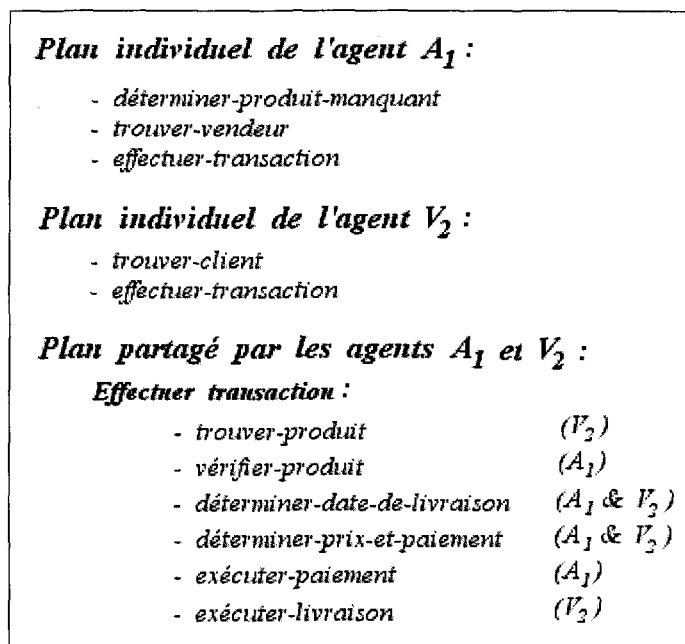 Plan individuel de l'agent A1 :
- déterminer-produit-manquant
- trouver-vendeur
- effectuer-transaction
Plan individuel de l'agent V2 :
- trouver-client
- effectuer-transaction
Plan partagé par les agents A1 et V2 :
Effectuer transaction :
- trouver-produit (V2)
- vérifier-produit (A1)
- déterminer-date-de-livraison (A1 & V2)
- déterminer-prix-et-paiement (A1 & V2)
- exécuter-paiement (A1)
- exécuter-livraison (V2)